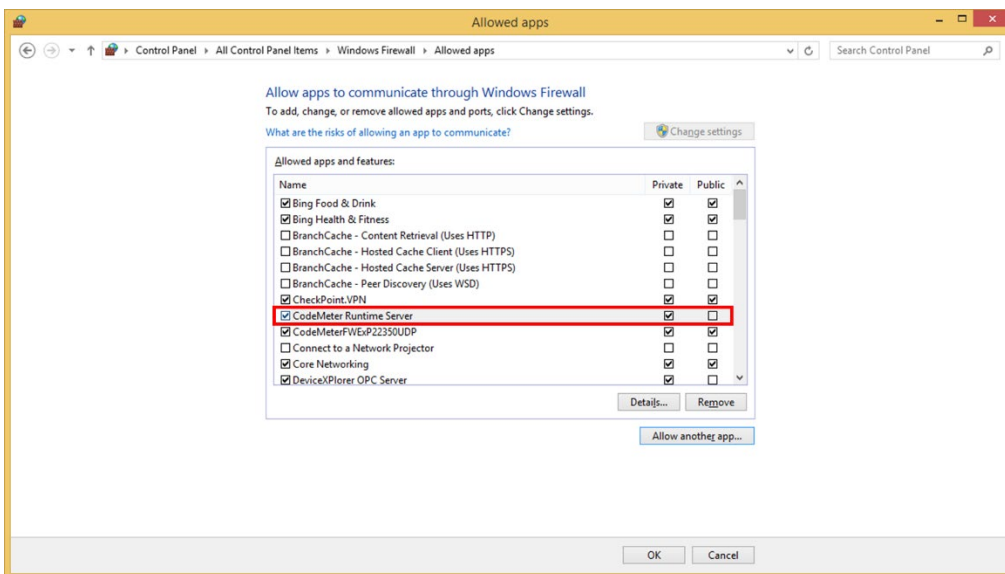 Allowed apps
Control Panel Allㅤ Control Panel Items Windows Firewall Allowed apps
Search Control Panel
Allow apps to communicate through Windows Firewall
To add, change, or remove allowed apps and ports, click Change settings.
What are the risks of allowing an app to communicate?
Change settings
Allowed apps and features:
Name Private Public
Bing Food & Drink
Bing Health & Fitness
BranchCache - Content Retrieval (Uses HTTP)
BranchCache - Hosted Cache Client (Uses HTTPS)
BranchCache - Hosted Cache Server (Uses HTTPS)
BranchCache - Peer Discovery (Uses WSD)
CheckPoint.VPN
CodeMeter Runtime Server
CodeMeterFWExP22350UDP
Connect to a Network Projector
Core Networking
DeviceXPlorer OPC Server
Details... Remove
Allow another app...
OK Cancel